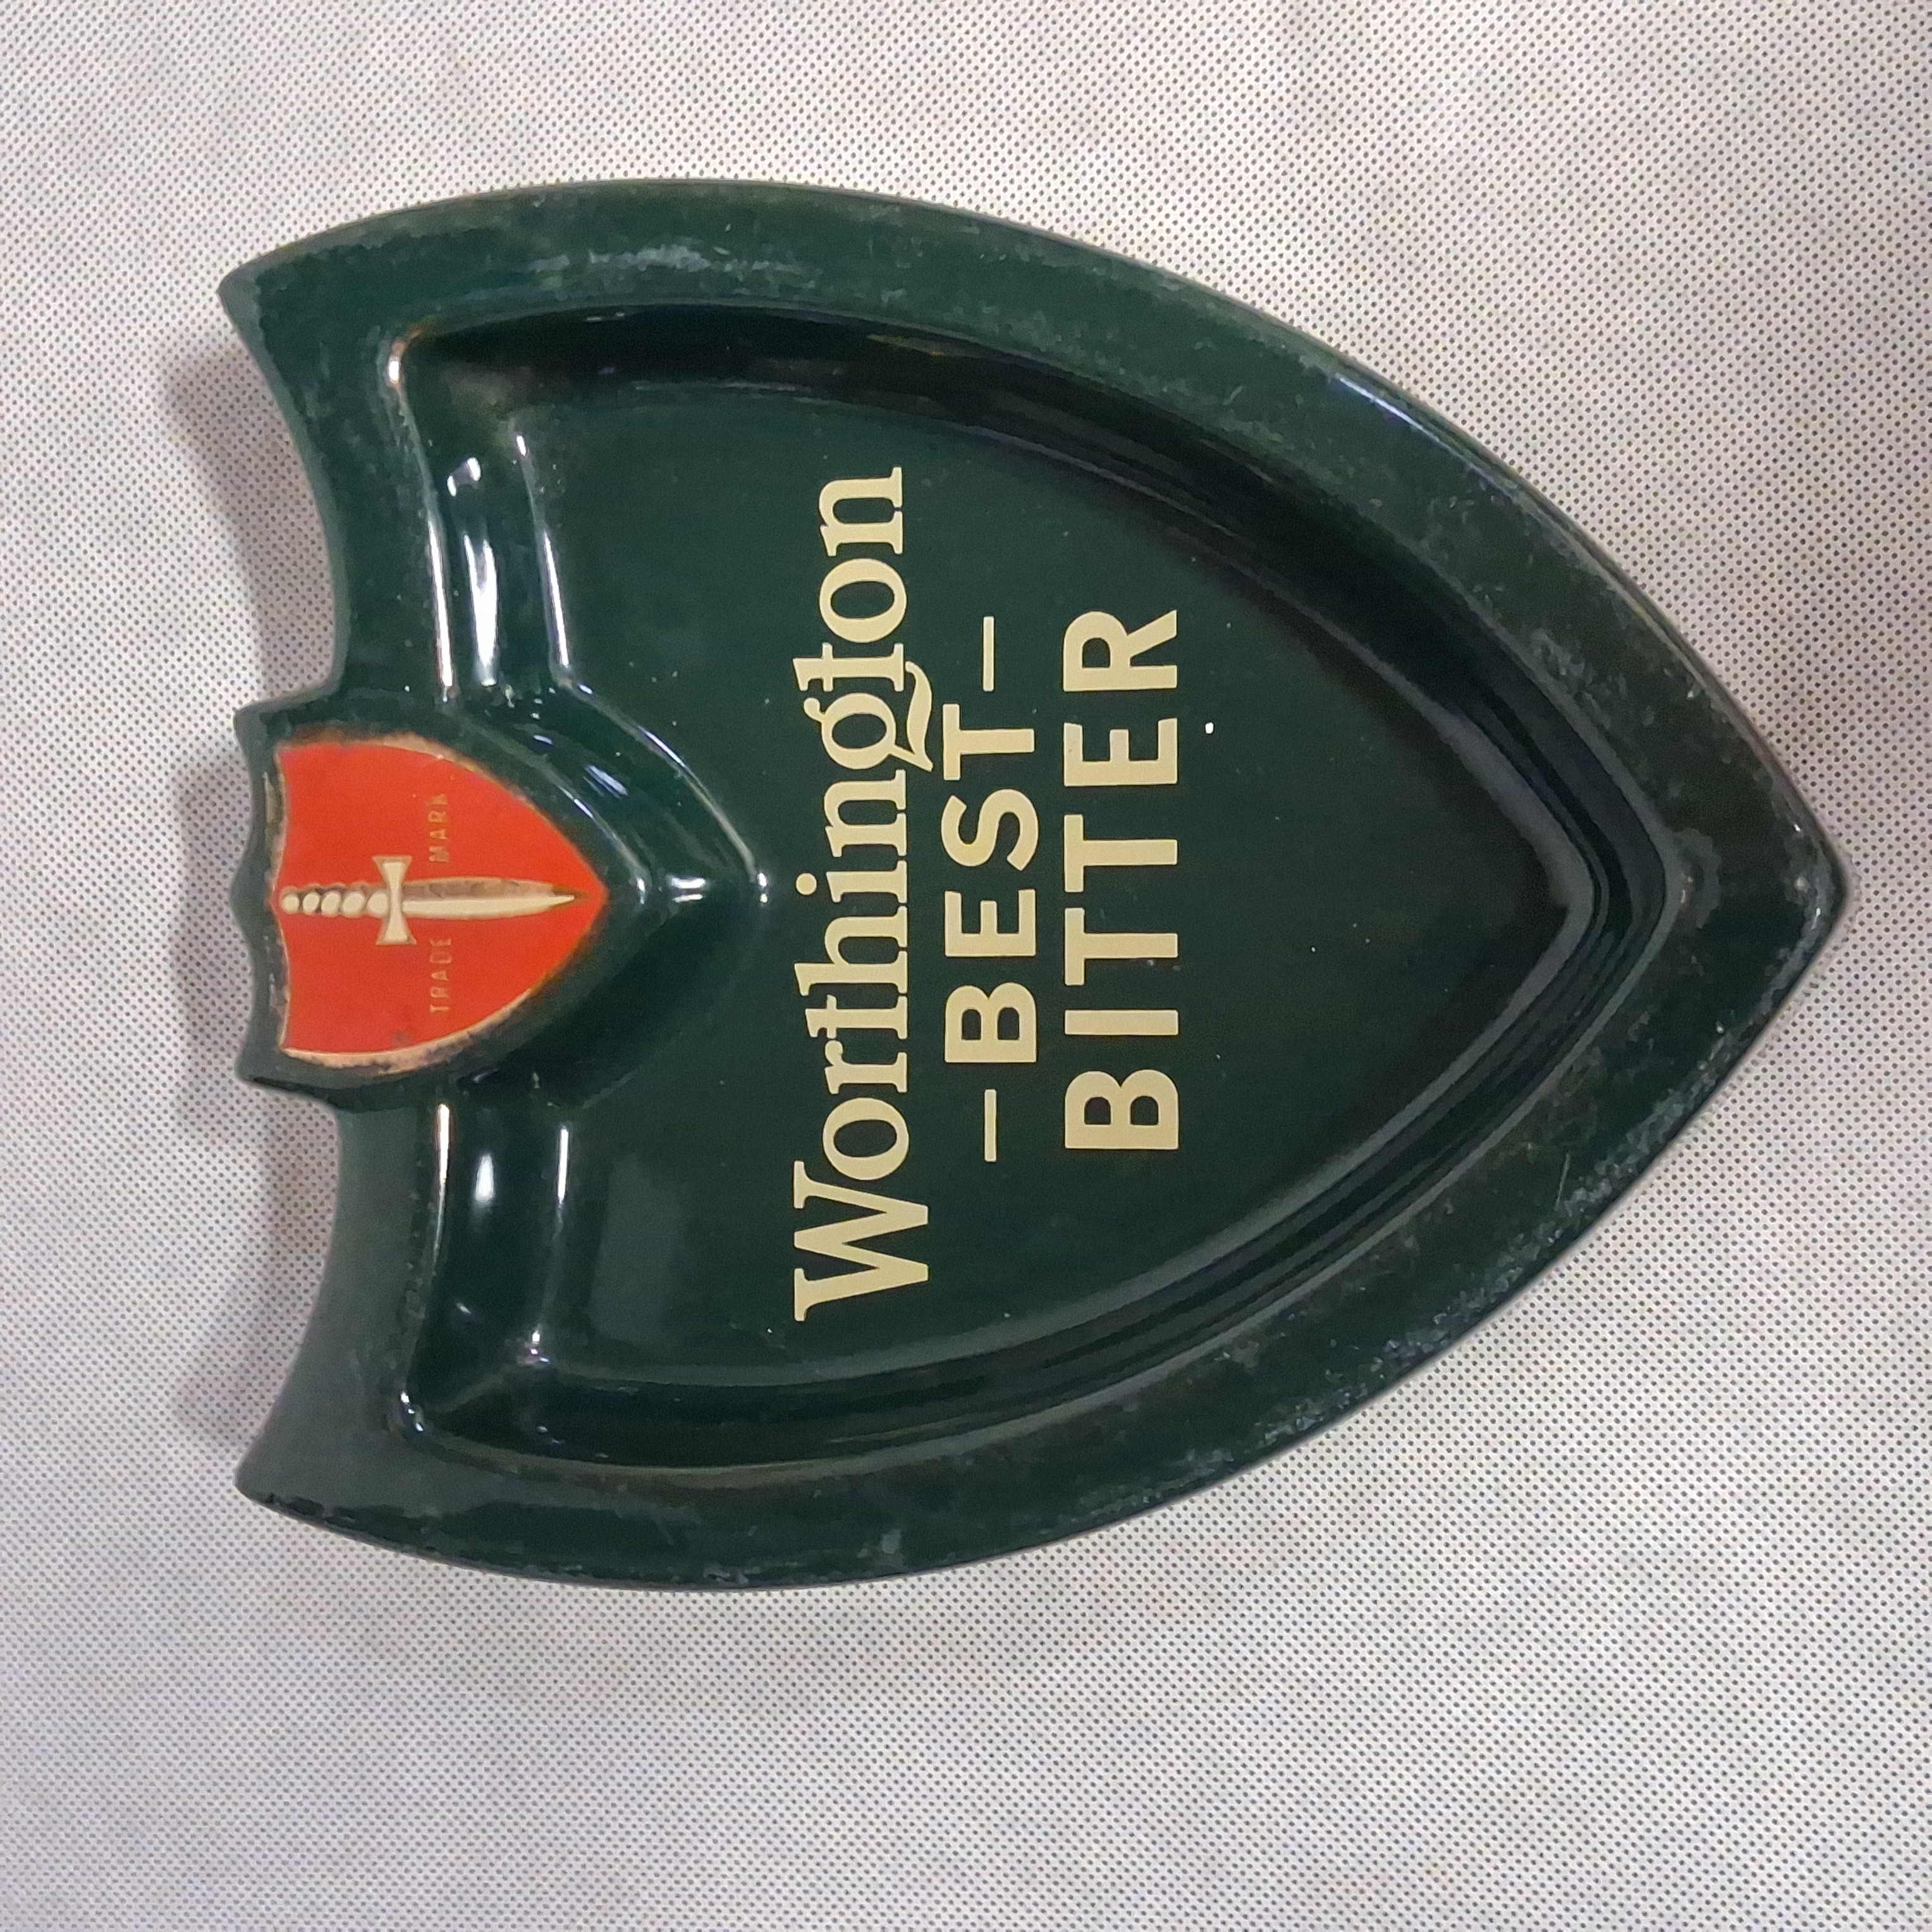 TRADE MARK
Worthington
—BEST—
BITTER